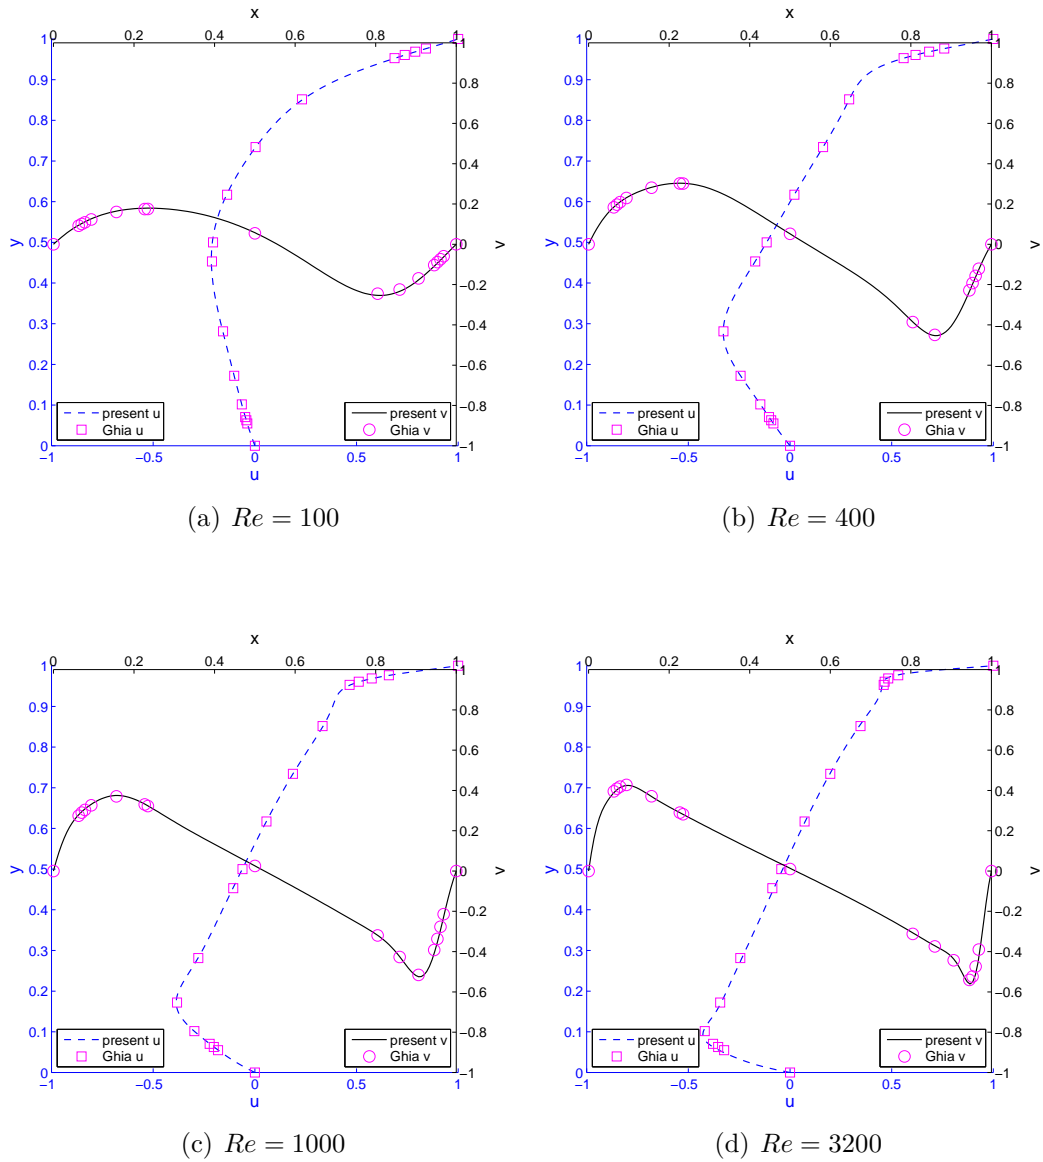 x
0 0.2 0.4 0.6 0.8 1
1 1
0.9 0.8
0.8 0.6
0.7 0.4
0.6 0.2
y 0.5 0 v
0.4 −0.2
0.3 −0.4
0.2 −0.6
0.1 −0.8
0 −1
present u present v
Ghia u Ghia v
−1 −0.5 0 0.5 1
u
(a) Re = 100
x
0 0.2 0.4 0.6 0.8 1
1 1
0.9 0.8
0.8 0.6
0.7 0.4
0.6 0.2
y 0.5 0 v
0.4 −0.2
0.3 −0.4
0.2 −0.6
0.1 −0.8
0 −1
present u present v
Ghia u Ghia v
−1 −0.5 0 0.5 1
u
(b) Re = 400
x
0 0.2 0.4 0.6 0.8 1
1 1
0.9 0.8
0.8 0.6
0.7 0.4
0.6 0.2
y 0.5 0 v
0.4 −0.2
0.3 −0.4
0.2 −0.6
0.1 −0.8
0 −1
present u present v
Ghia u Ghia v
−1 −0.5 0 0.5 1
u
(c) Re = 1000
x
0 0.2 0.4 0.6 0.8 1
1 1
0.9 0.8
0.8 0.6
0.7 0.4
0.6 0.2
y 0.5 0 v
0.4 −0.2
0.3 −0.4
0.2 −0.6
0.1 −0.8
0 −1
present u present v
Ghia u Ghia v
−1 −0.5 0 0.5 1
u
(d) Re = 3200